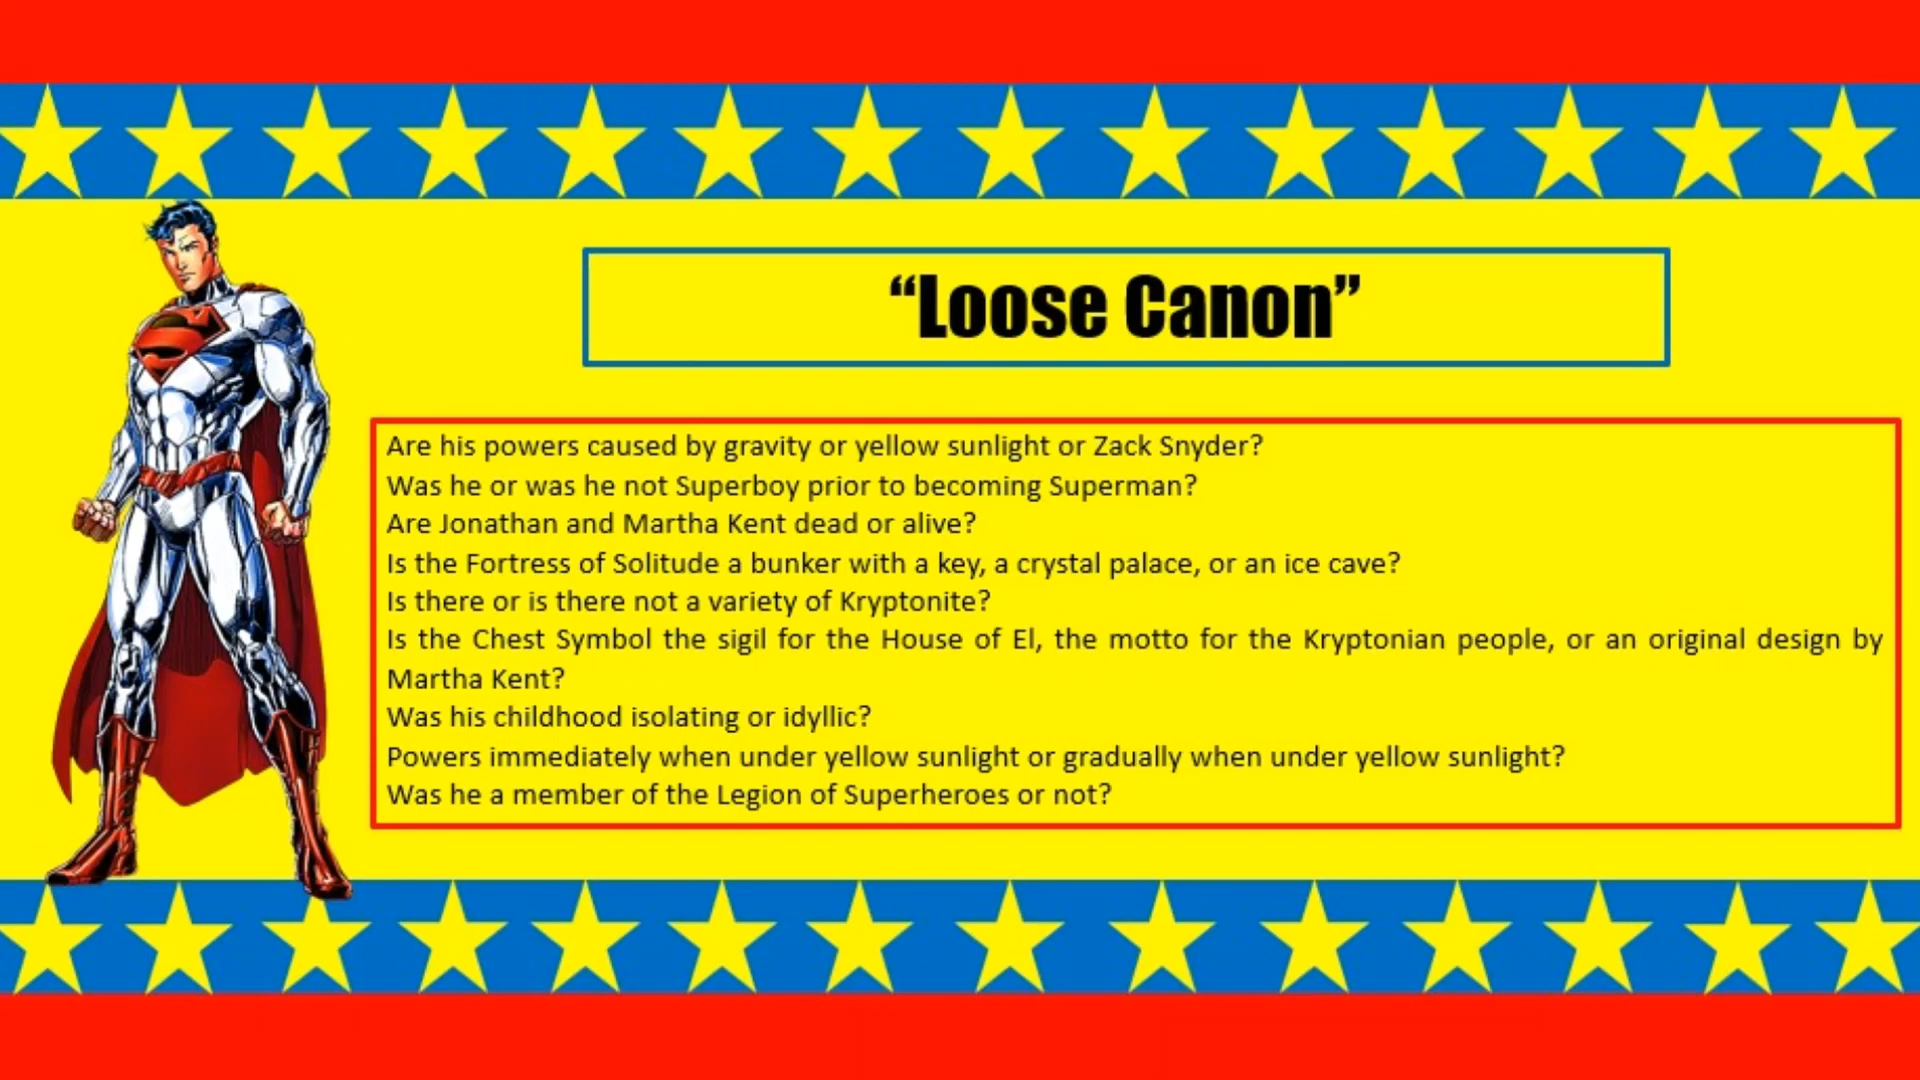 “Loose Canon”
Are his powers caused by gravity or yellow sunlight or Zack Snyder?
Was he or was he not Superboy prior to becoming Superman?
Are Jonathan and Martha Kent dead or alive?
Is the Fortress of Solitude a bunker with a key, a crystal palace, or an ice cave?
Is there or is there not a variety of Kryptonite?
Is the Chest Symbol the sigil for the House of El, the motto for the Kryptonian people, or an original design by
Martha Kent?
Was his childhood isolating or idyllic?
Powers immediately when under yellow sunlight or gradually when under yellow sunlight?
Was he a member of the Legion of Superheroes or not?